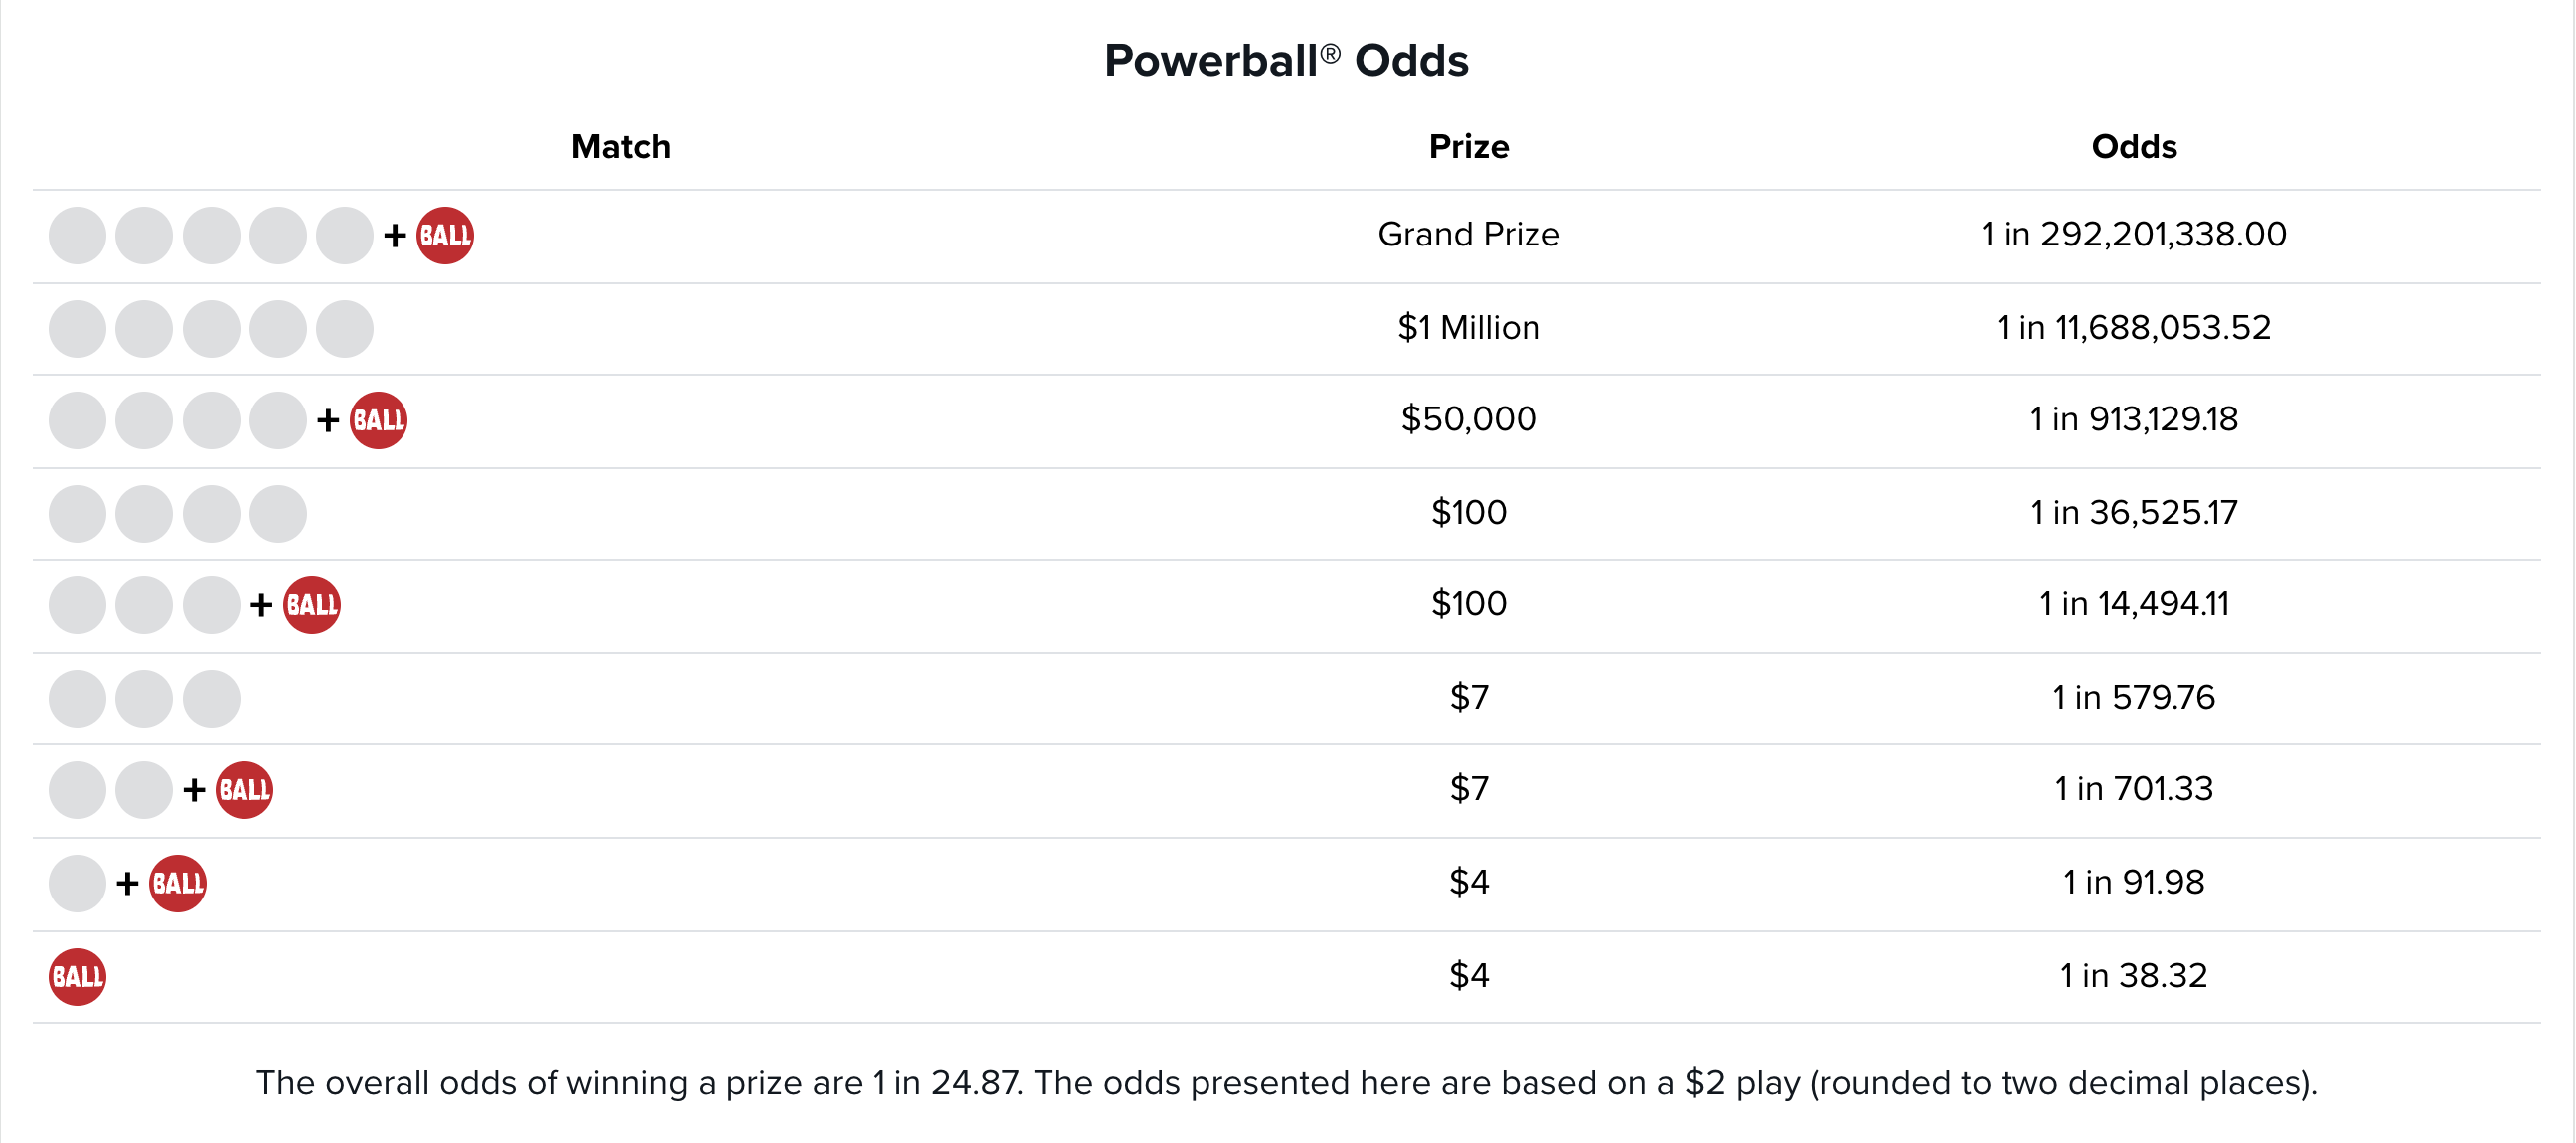 Powerball® Odds
Match Prize Odds
+ BALL Grand Prize 1 in 292,201,338.00
$1 Million 1 in 11,688,053.52
+ BALL $50,000 1 in 913,129.18
$100 1 in 36,525.17
+ BALL $100 1 in 14,494.11
$7 1 in 579.76
+ BALL $7 1 in 701.33
+ BALL $4 1 in 91.98
BALL $4 1 in 38.32
The overall odds of winning a prize are 1 in 24.87. The odds presented here are based on a $2 play (rounded to two decimal places).